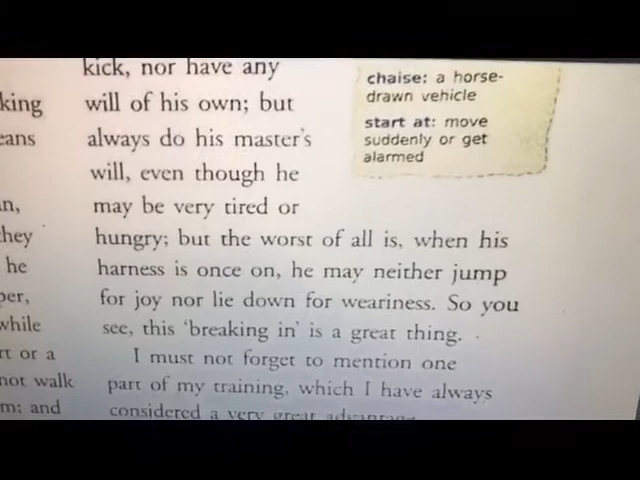 king
eans
n,
hey
he
per,
while
rt or a
not walk
m: and
kick, nor have any
will of his own; but
always do his master's
will, even though he
may be very tired or
hungry; but the worst of all is, when his
harness is once on, he may neither jump
for joy nor lie down for weariness. So you
see, this 'breaking in' is a great thing.
I must not forget to mention one
part of my training, which I have always
considered a very great advantage
chaise: a horse-
drawn vehicle
start at: move
suddenly or get
alarmed